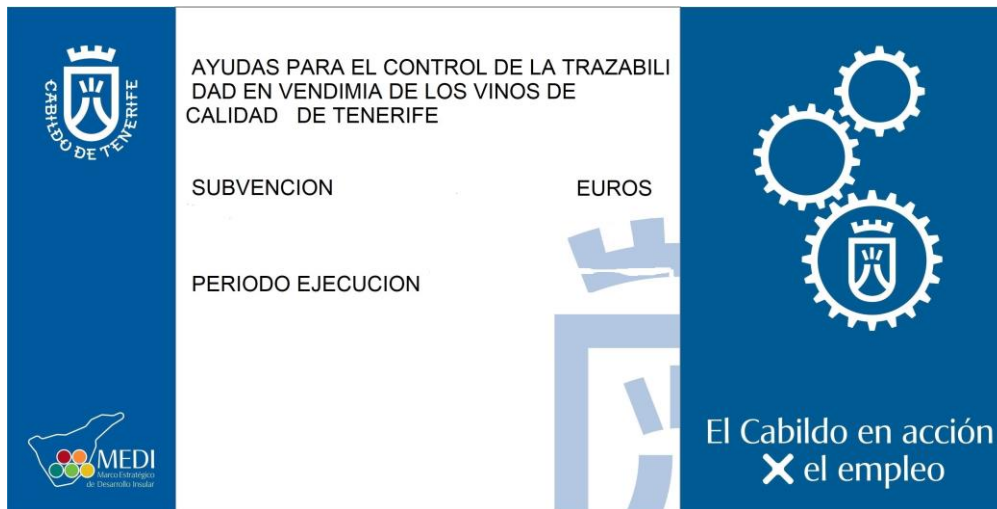 CABILDO DE TENERIFE
AYUDAS PARA EL CONTROL DE LA TRAZABILI
DAD EN VENDIMIA DE LOS VINOS DE
CALIDAD DE TENERIFE
SUBVENCION EUROS
PERIODO EJECUCION
MEDI
Marco Estratégico
de Desarrollo Insular
El Cabildo en acción
X el empleo